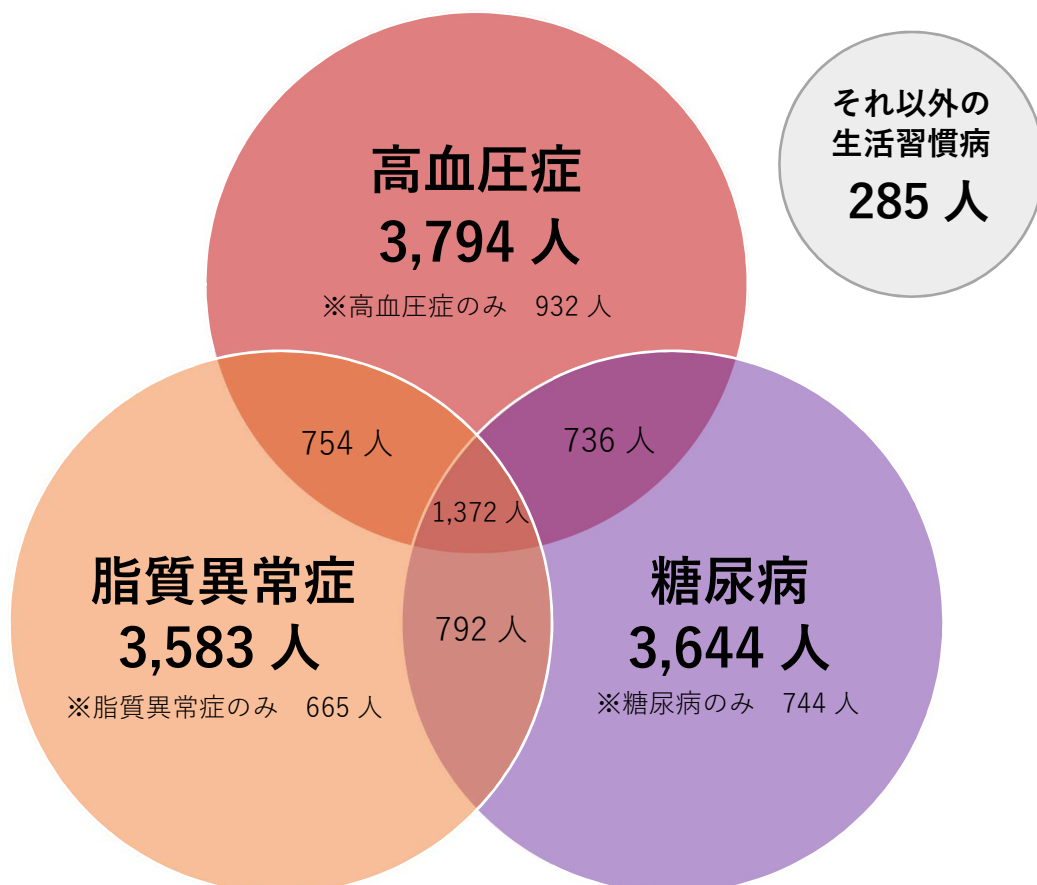 それ以外の
生活習慣病
285 人
高血圧症
3,794 人
※高血圧症のみ　932 人
754 人
736 人
1,372 人
脂質異常症
3,583 人
※脂質異常症のみ　665 人
792 人
糖尿病
3,644 人
※糖尿病のみ　744 人